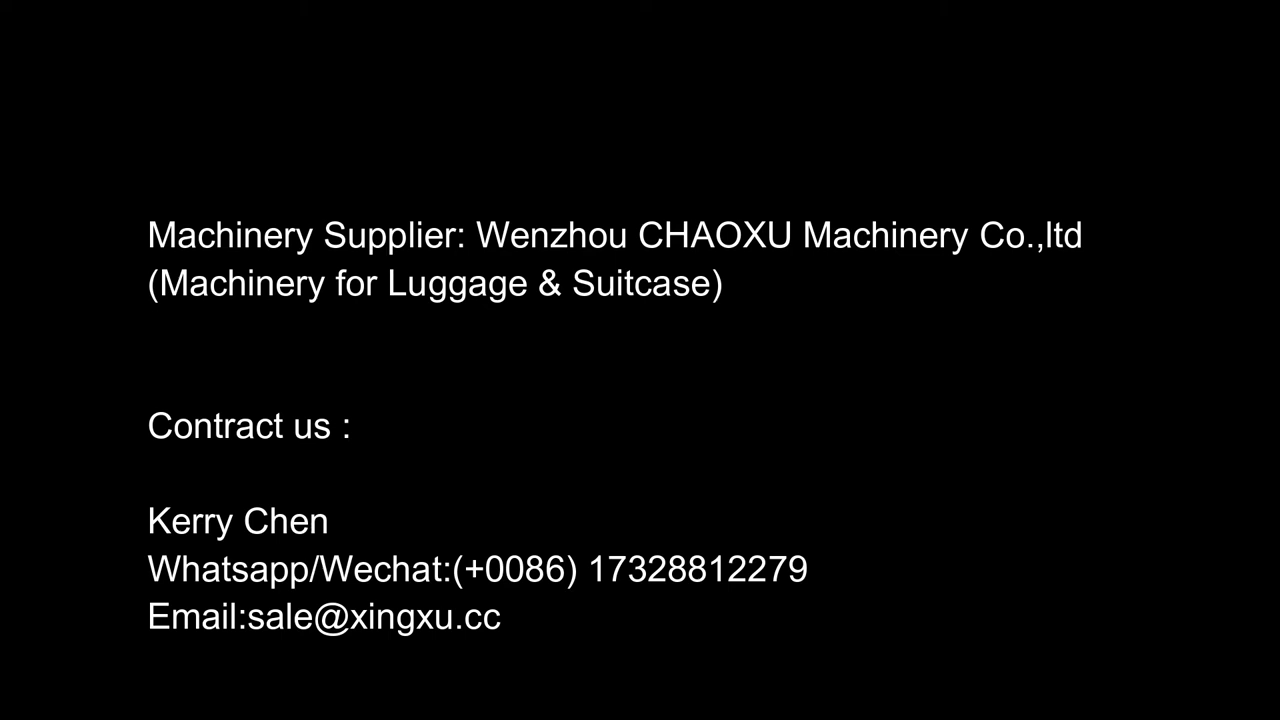 Machinery Supplier: Wenzhou CHAOXU Machinery Co.,ltd
(Machinery for Luggage & Suitcase)
Contract us :
Kerry Chen
Whatsapp/Wechat:(+0086) 17328812279
Email:sale@xingxu.cc